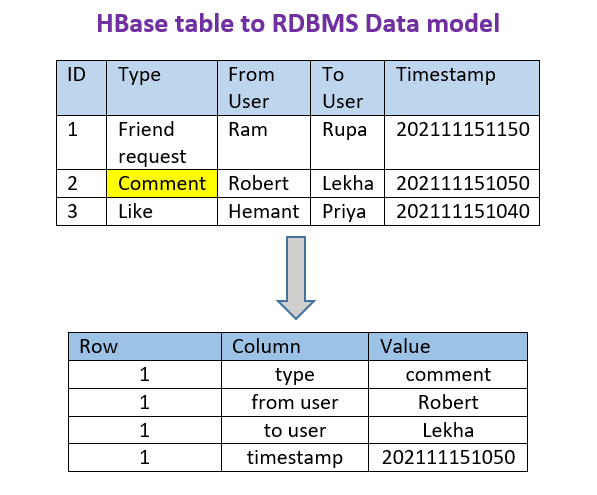 HBase table to RDBMS Data model
ID Type From User To User Timestamp
1 Friend request Ram Rupa 202111151150
2 Comment Robert Lekha 202111151050
3 Like Hemant Priya 202111151040
Row Column Value
1 type comment
1 from user Robert
1 to user Lekha
1 timestamp 202111151050